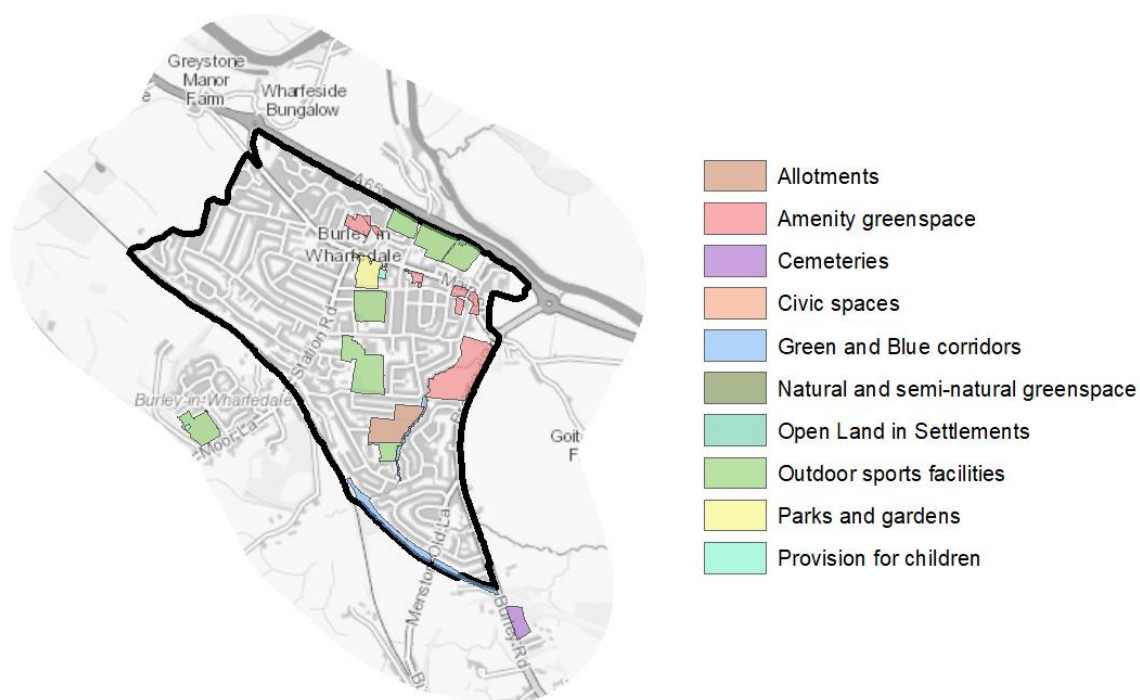 Greystone
Manor
Farm
Wharfeside
Bungalow
A65
Burley in
Wharfedale
Station Rd
Burley-in-Wharfedale
Moor La
Goit
F
Menston Old La
Burley Rd
Allotments
Amenity greenspace
Cemeteries
Civic spaces
Green and Blue corridors
Natural and semi-natural greenspace
Open Land in Settlements
Outdoor sports facilities
Parks and gardens
Provision for children